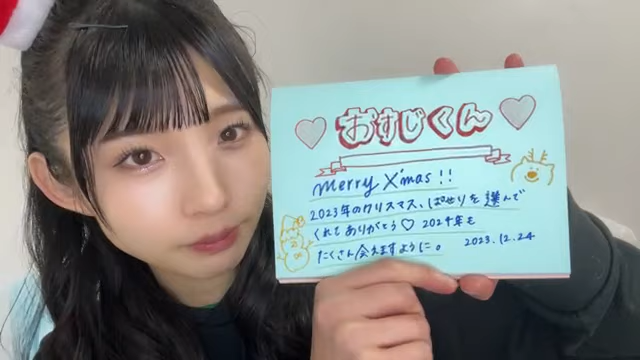 おすじくん
merry X'mas!!
2023年のクリスマス、ぱせりを選んで
くれてありがとう♡ 2024年も
たくさん会えますように。 2023.12.24